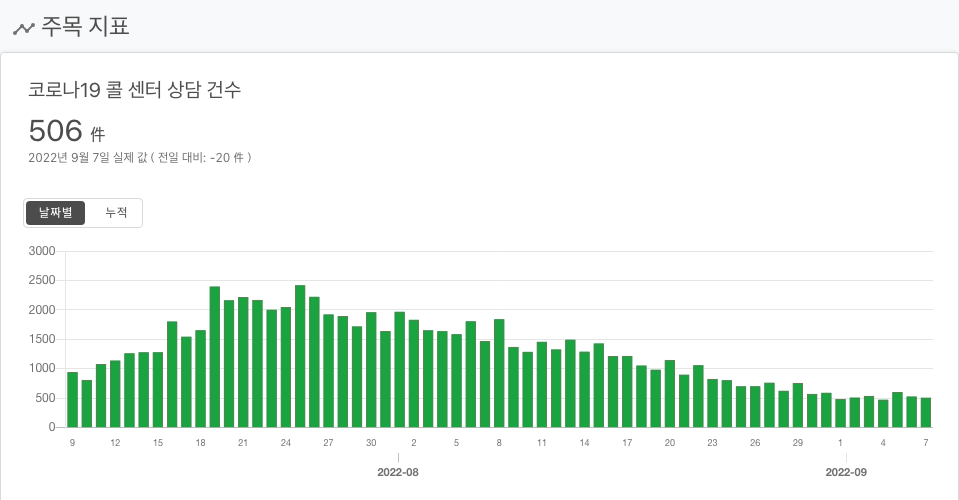 주목 지표
코로나19 콜 센터 상담 건수
506 件
2022년 9월 7일 실제 값 ( 전일 대비: -20 件 )
날짜별 누적
3000
2500
2000
1500
1000
500
0
9 12 15 18 21 24 27 30 2 5 8 11 14 17 20 23 26 29 1 4 7
2022-08 2022-09